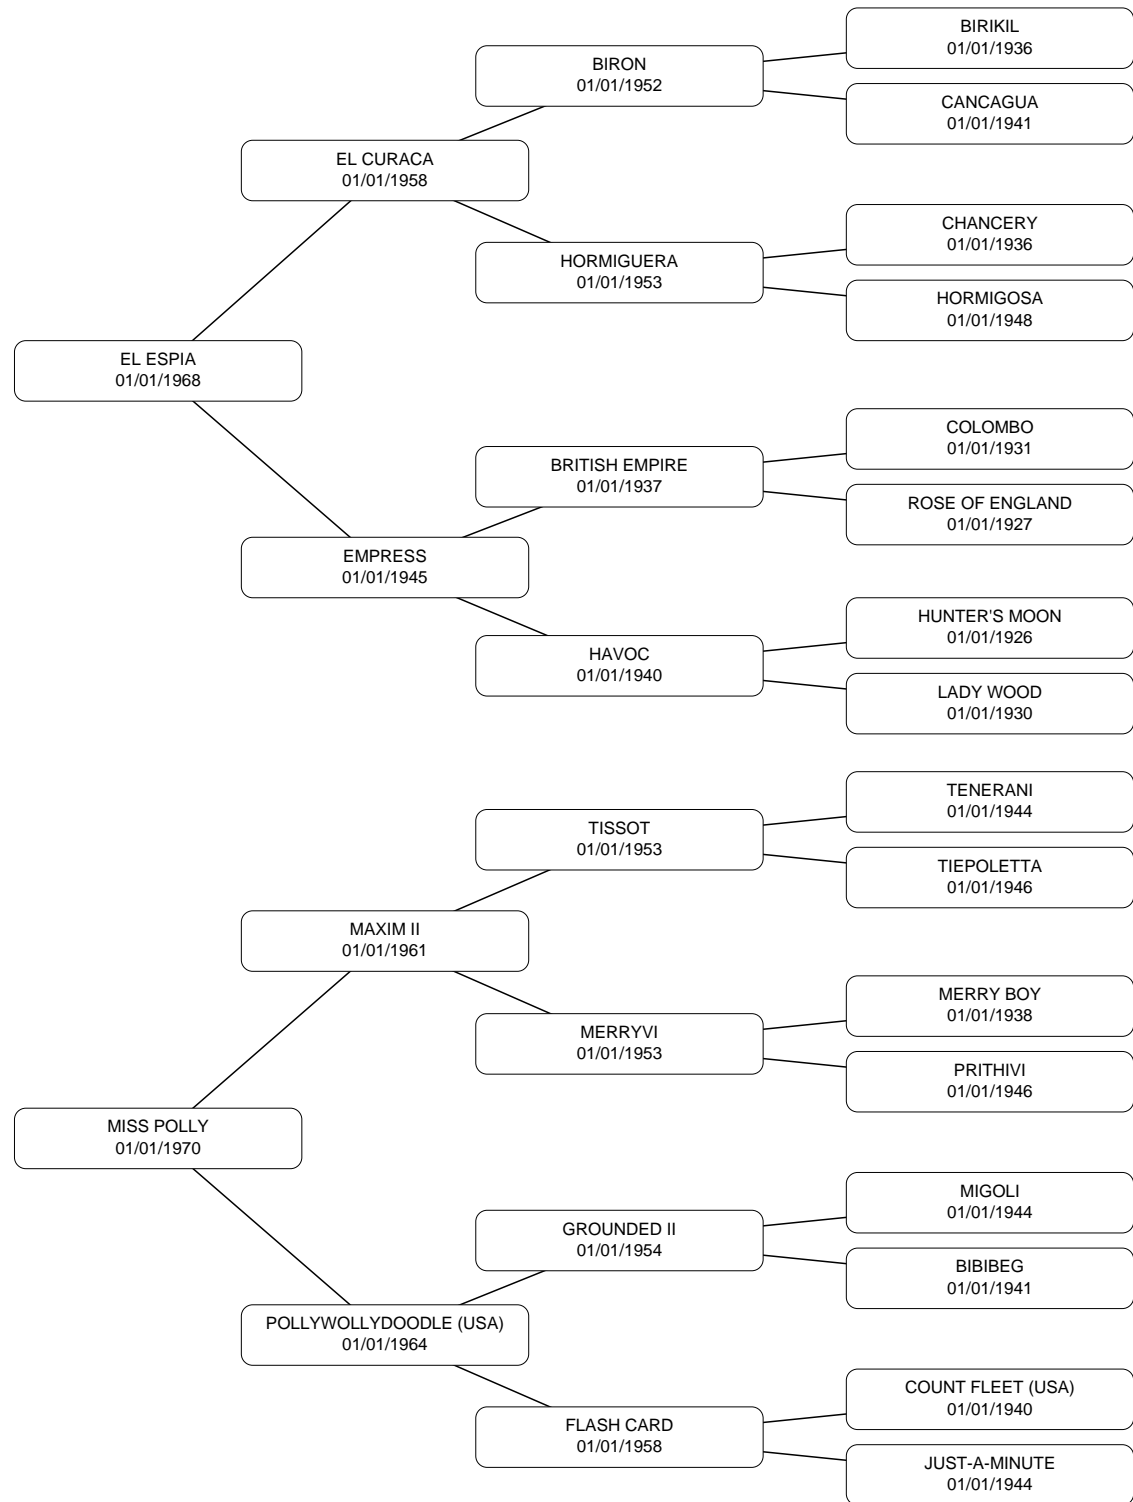 BIRIKIL
01/01/1936
BIRON
01/01/1952
CANCAGUA
01/01/1941
EL CURACA
01/01/1958
CHANCERY
01/01/1936
HORMIGUERA
01/01/1953
HORMIGOSA
01/01/1948
EL ESPIA
01/01/1968
COLOMBO
01/01/1931
BRITISH EMPIRE
01/01/1937
ROSE OF ENGLAND
01/01/1927
EMPRESS
01/01/1945
HUNTER'S MOON
01/01/1926
HAVOC
01/01/1940
LADY WOOD
01/01/1930
TENERANI
01/01/1944
TISSOT
01/01/1953
TIEPOLETTA
01/01/1946
MAXIM II
01/01/1961
MERRY BOY
01/01/1938
MERRYVI
01/01/1953
PRITHIVI
01/01/1946
MISS POLLY
01/01/1970
MIGOLI
01/01/1944
GROUNDED II
01/01/1954
BIBIBEG
01/01/1941
POLLYWOLLYDOODLE (USA)
01/01/1964
COUNT FLEET (USA)
01/01/1940
FLASH CARD
01/01/1958
JUST-A-MINUTE
01/01/1944